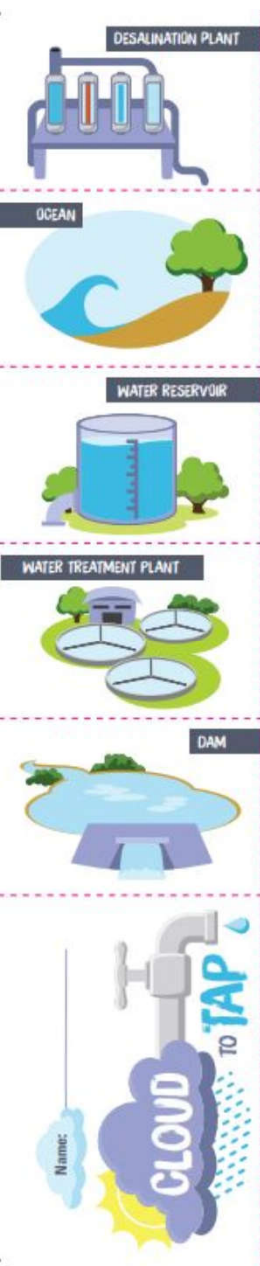 DESALINATION PLANT
OCEAN
WATER RESERVOIR
WATER TREATMENT PLANT
DAM
Name:
CLOUD
TO TAP